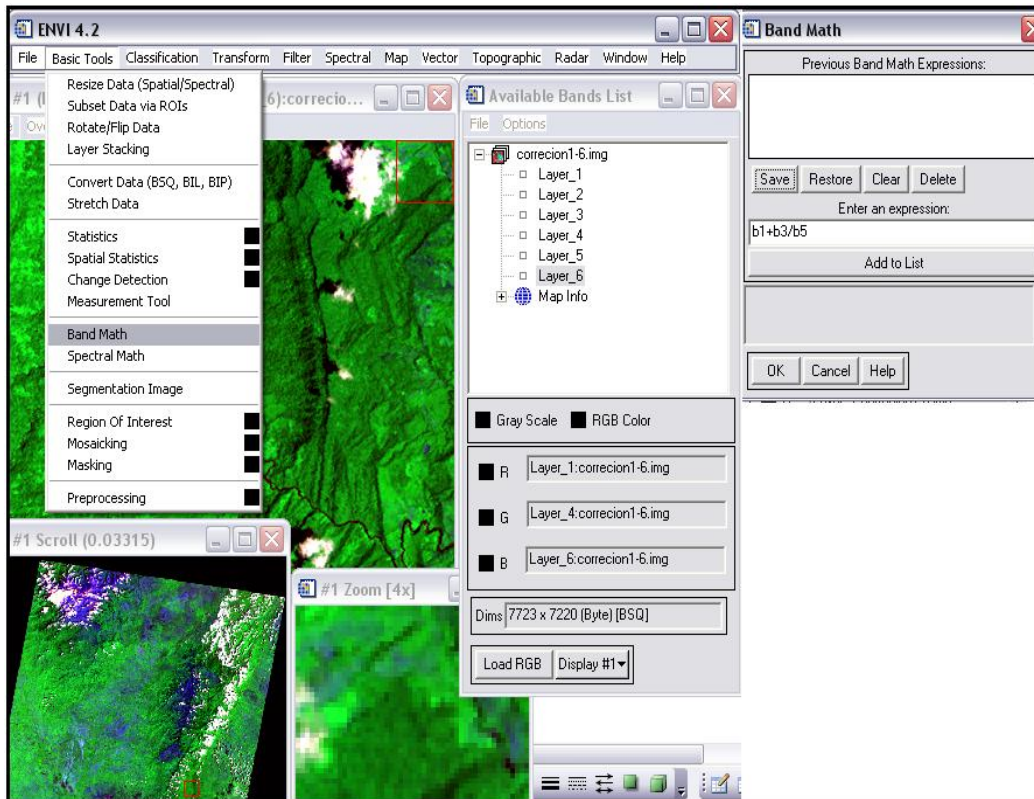 ENVI 4.2
File Basic Tools Classification Transform Filter Spectral Map Vector Topographic Radar Window Help
Resize Data (Spatial/Spectral)
Subset Data via ROIs
Rotate/Flip Data
Layer Stacking
Convert Data (BSQ, BIL, BIP)
Stretch Data
Statistics
Spatial Statistics
Change Detection
Measurement Tool
Band Math
Spectral Math
Segmentation Image
Region Of Interest
Mosaicking
Masking
Preprocessing
#1 (
_6):correcio...
Ov
#1 Scroll (0.03315)
#1 Zoom [4x]
Available Bands List
File Options
correcion1-6.img
Layer_1
Layer_2
Layer_3
Layer_4
Layer_5
Layer_6
Map Info
Gray Scale RGB Color
R Layer_1:correcion1-6.img
G Layer_4:correcion1-6.img
B Layer_6:correcion1-6.img
Dims 7723 x 7220 (Byte) [BSQ]
Load RGB Display #1
Band Math
Previous Band Math Expressions:
Save Restore Clear Delete
Enter an expression:
b1+b3/b5
Add to List
OK Cancel Help